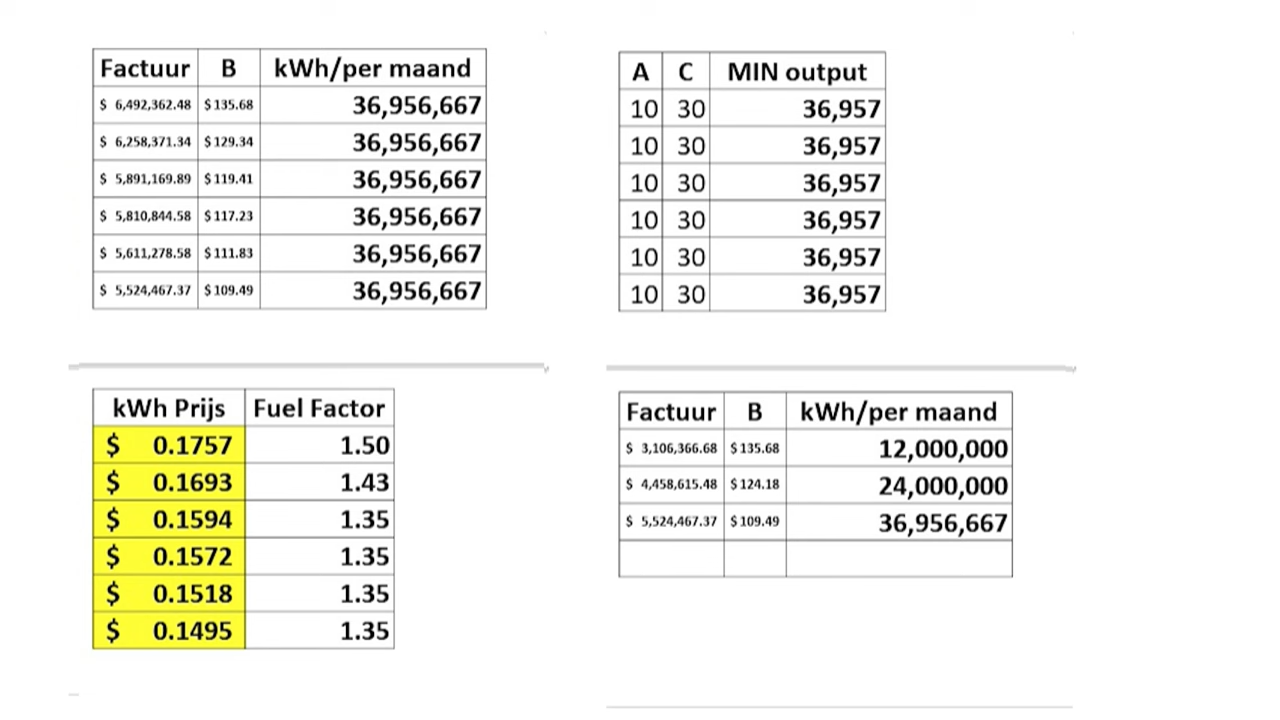 Factuur B kWh/per maand
$ 6,492,362.48 $135.68 36,956,667
$ 6,258,371.34 $129.34 36,956,667
$ 5,891,169.89 $119.41 36,956,667
$ 5,810,844.58 $117.23 36,956,667
$ 5,611,278.58 $111.83 36,956,667
$ 5,524,467.37 $109.49 36,956,667
A C MIN output
10 30 36,957
10 30 36,957
10 30 36,957
10 30 36,957
10 30 36,957
10 30 36,957
kWh Prijs Fuel Factor
$ 0.1757 1.50
$ 0.1693 1.43
$ 0.1594 1.35
$ 0.1572 1.35
$ 0.1518 1.35
$ 0.1495 1.35
Factuur B kWh/per maand
$ 3,106,366.68 $135.68 12,000,000
$ 4,458,615.48 $124.18 24,000,000
$ 5,524,467.37 $109.49 36,956,667